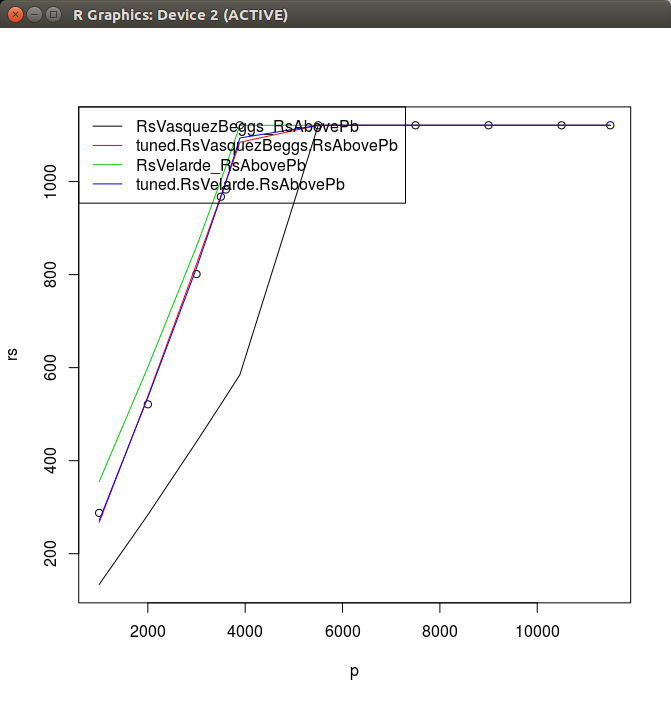 R Graphics: Device 2 (ACTIVE)
RsVasquezBeggs_RsAbovePb
tuned.RsVasquezBeggs.RsAbovePb
RsVelarde_RsAbovePb
tuned.RsVelarde.RsAbovePb
1000
800
600
400
200
rs
2000 4000 6000 8000 10000
p